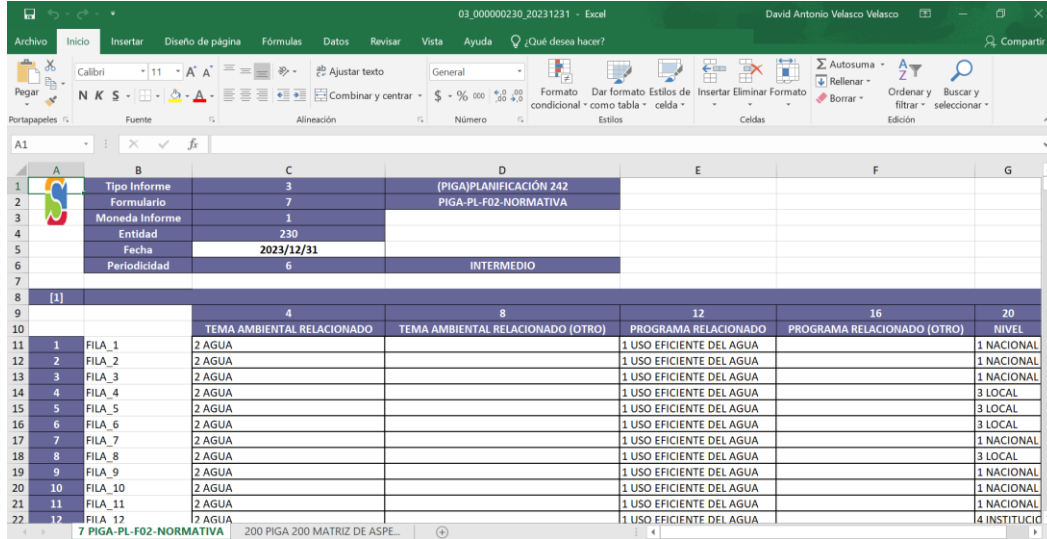 03_000000230_20231231 - Excel
David Antonio Velasco Velasco
Archivo Inicio Insertar Diseño de página Fórmulas Datos Revisar Vista Ayuda ¿Qué desea hacer? Compartir
Pegar
Calibri 11 A A
N K S A
Ajustar texto
Combinar y centrar
General
$ % 000
Formato condicional
Dar formato como tabla
Estilos de celda
Insertar Eliminar Formato
Autosuma
Rellenar
Borrar
Ordenar y filtrar
Buscar y seleccionar
Portapapeles Fuente Alineación Número Estilos Celdas Edición
A1 fx
A B C D E F G
1 Tipo Informe 3 (PIGA)PLANIFICACIÓN 242
2 Formulario 7 PIGA-PL-F02-NORMATIVA
3 Moneda Informe 1
4 Entidad 230
5 Fecha 2023/12/31
6 Periodicidad 6 INTERMEDIO
7
8 [1]
9 4 8 12 16 20
10 TEMA AMBIENTAL RELACIONADO TEMA AMBIENTAL RELACIONADO (OTRO) PROGRAMA RELACIONADO PROGRAMA RELACIONADO (OTRO) NIVEL
11 1 FILA_1 2 AGUA 1 USO EFICIENTE DEL AGUA 1 NACIONAL
12 2 FILA_2 2 AGUA 1 USO EFICIENTE DEL AGUA 1 NACIONAL
13 3 FILA_3 2 AGUA 1 USO EFICIENTE DEL AGUA 1 NACIONAL
14 4 FILA_4 2 AGUA 1 USO EFICIENTE DEL AGUA 3 LOCAL
15 5 FILA_5 2 AGUA 1 USO EFICIENTE DEL AGUA 3 LOCAL
16 6 FILA_6 2 AGUA 1 USO EFICIENTE DEL AGUA 3 LOCAL
17 7 FILA_7 2 AGUA 1 USO EFICIENTE DEL AGUA 1 NACIONAL
18 8 FILA_8 2 AGUA 1 USO EFICIENTE DEL AGUA 3 LOCAL
19 9 FILA_9 2 AGUA 1 USO EFICIENTE DEL AGUA 1 NACIONAL
20 10 FILA_10 2 AGUA 1 USO EFICIENTE DEL AGUA 1 NACIONAL
21 11 FILA_11 2 AGUA 1 USO EFICIENTE DEL AGUA 1 NACIONAL
22 12 FILA_12 2 AGUA 1 USO EFICIENTE DEL AGUA 4 INSTITUCIO
7 PIGA-PL-F02-NORMATIVA 200 PIGA 200 MATRIZ DE ASPE...